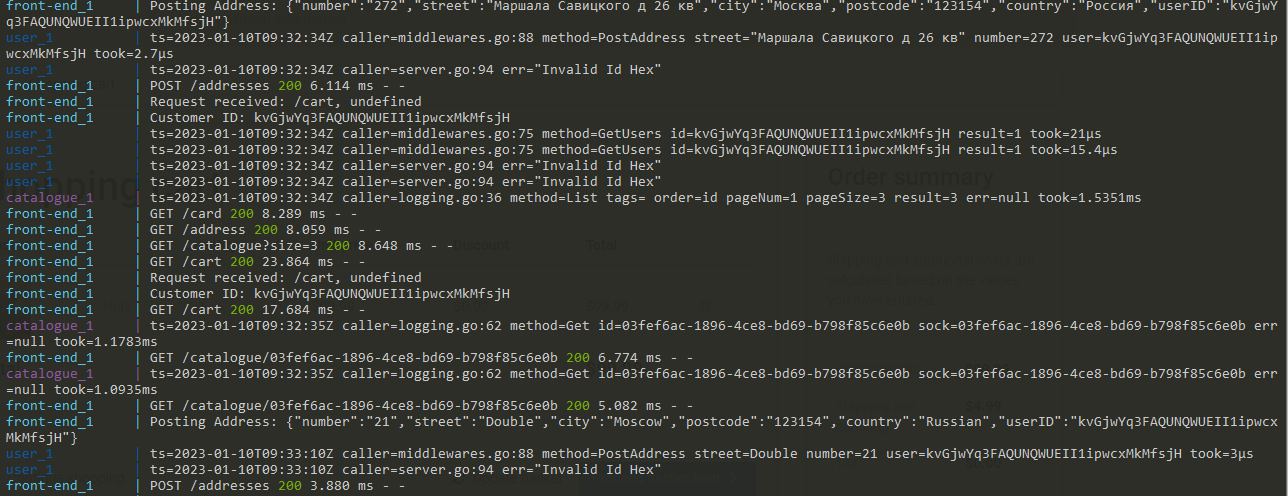 front-end_1 | Posting Address: {"number":"272","street":"Маршала Савицкого д 26 кв","city":"Москва","postcode":"123154","country":"Россия","userID":"kvGjwY
q3FAQUNQWUEII1ipwcxMkMfsjH"}
user_1 | ts=2023-01-10T09:32:34Z caller=middlewares.go:88 method=PostAddress street="Маршала Савицкого д 26 кв" number=272 user=kvGjwYq3FAQUNQWUEII1ip
wcxMkMfsjH took=2.7µs
user_1 | ts=2023-01-10T09:32:34Z caller=server.go:94 err="Invalid Id Hex"
front-end_1 | POST /addresses 200 6.114 ms - -
front-end_1 | Request received: /cart, undefined
front-end_1 | Customer ID: kvGjwYq3FAQUNQWUEII1ipwcxMkMfsjH
user_1 | ts=2023-01-10T09:32:34Z caller=middlewares.go:75 method=GetUsers id=kvGjwYq3FAQUNQWUEII1ipwcxMkMfsjH result=1 took=21µs
user_1 | ts=2023-01-10T09:32:34Z caller=middlewares.go:75 method=GetUsers id=kvGjwYq3FAQUNQWUEII1ipwcxMkMfsjH result=1 took=15.4µs
user_1 | ts=2023-01-10T09:32:34Z caller=server.go:94 err="Invalid Id Hex"
user_1 | ts=2023-01-10T09:32:34Z caller=server.go:94 err="Invalid Id Hex"
catalogue_1 | ts=2023-01-10T09:32:34Z caller=logging.go:36 method=List tags= order=id pageNum=1 pageSize=3 result=3 err=null took=1.5351ms
front-end_1 | GET /card 200 8.289 ms - -
front-end_1 | GET /address 200 8.059 ms - -
front-end_1 | GET /catalogue?size=3 200 8.648 ms - -
front-end_1 | GET /cart 200 23.864 ms - -
front-end_1 | Request received: /cart, undefined
front-end_1 | Customer ID: kvGjwYq3FAQUNQWUEII1ipwcxMkMfsjH
front-end_1 | GET /cart 200 17.684 ms - -
catalogue_1 | ts=2023-01-10T09:32:35Z caller=logging.go:62 method=Get id=03fef6ac-1896-4ce8-bd69-b798f85c6e0b sock=03fef6ac-1896-4ce8-bd69-b798f85c6e0b err
=null took=1.1783ms
front-end_1 | GET /catalogue/03fef6ac-1896-4ce8-bd69-b798f85c6e0b 200 6.774 ms - -
catalogue_1 | ts=2023-01-10T09:32:35Z caller=logging.go:62 method=Get id=03fef6ac-1896-4ce8-bd69-b798f85c6e0b sock=03fef6ac-1896-4ce8-bd69-b798f85c6e0b err
=null took=1.0935ms
front-end_1 | GET /catalogue/03fef6ac-1896-4ce8-bd69-b798f85c6e0b 200 5.082 ms - -
front-end_1 | Posting Address: {"number":"21","street":"Double","city":"Moscow","postcode":"123154","country":"Russian","userID":"kvGjwYq3FAQUNQWUEII1ipwcx
MkMfsjH"}
user_1 | ts=2023-01-10T09:33:10Z caller=middlewares.go:88 method=PostAddress street=Double number=21 user=kvGjwYq3FAQUNQWUEII1ipwcxMkMfsjH took=3µs
user_1 | ts=2023-01-10T09:33:10Z caller=server.go:94 err="Invalid Id Hex"
front-end_1 | POST /addresses 200 3.880 ms - -
Order summary
Total